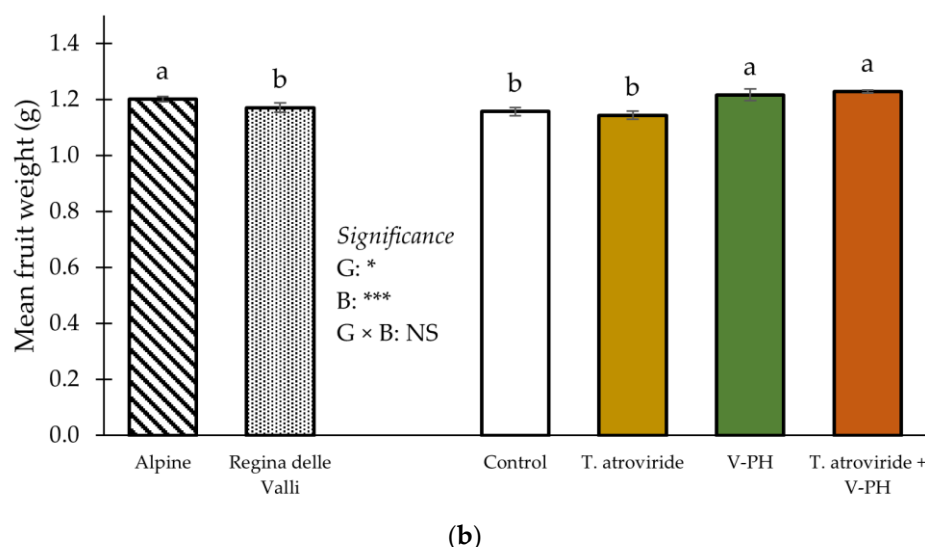 Mean fruit weight (g)
1.4
1.2
1.0
0.8
0.6
0.4
0.2
0.0
a
b
b
b
a
a
Significance
G: *
B: ***
G × B: NS
Alpine
Regina delle
Valli
Control
T. atroviride
V-PH
T. atroviride +
V-PH
(b)